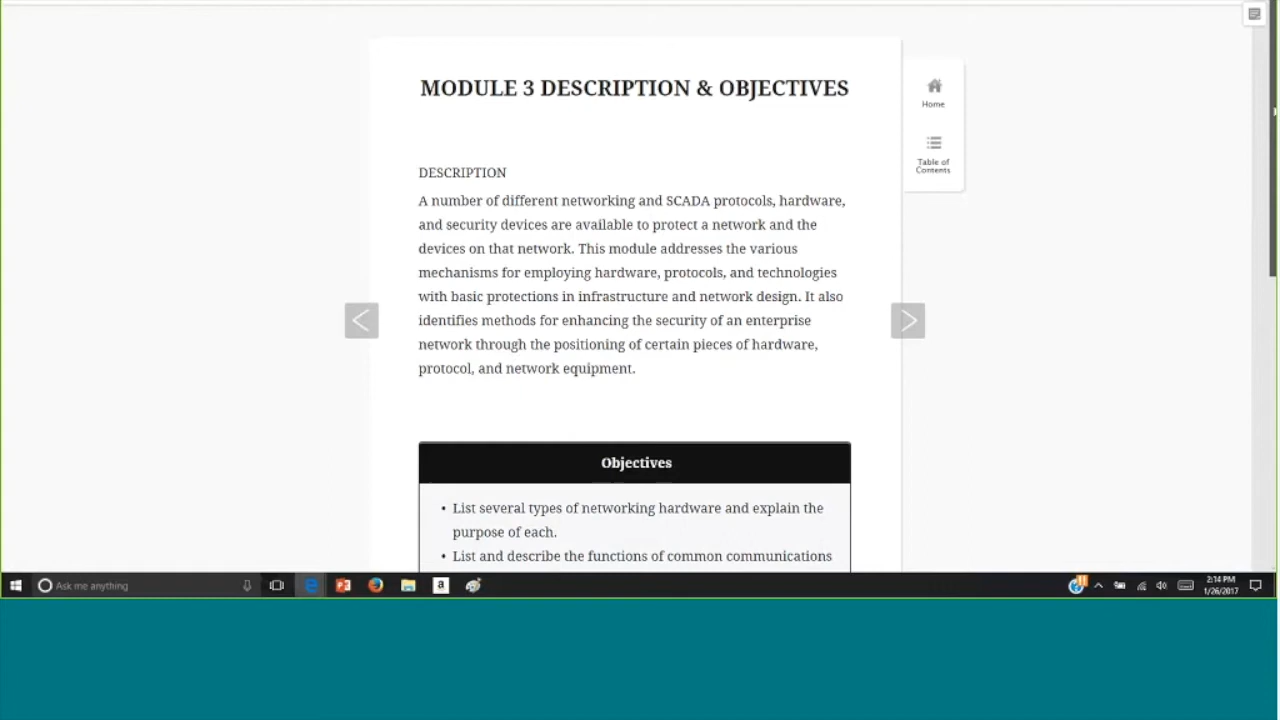 MODULE 3 DESCRIPTION & OBJECTIVES
Home
Table of
Contents
DESCRIPTION
A number of different networking and SCADA protocols, hardware,
and security devices are available to protect a network and the
devices on that network. This module addresses the various
mechanisms for employing hardware, protocols, and technologies
with basic protections in infrastructure and network design. It also
identifies methods for enhancing the security of an enterprise
network through the positioning of certain pieces of hardware,
protocol, and network equipment.
Objectives
• List several types of networking hardware and explain the
purpose of each.
• List and describe the functions of common communications
Ask me anything
2:14 PM
1/26/2017